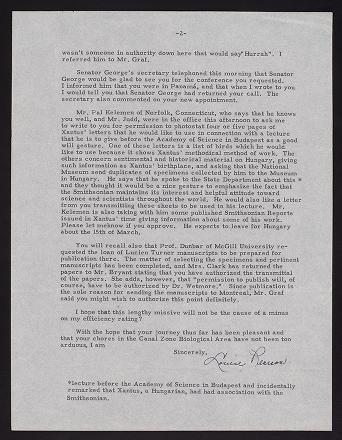 -2-
wasn't someone in authority down here that would say "Hurrah". I
referred him to Mr. Graf.
Senator George's secretary telephoned this morning that Senator
George would be glad to see you for the conference you requested.
I informed him that you were in Panama, and that when I wrote to you
I would tell you that Senator George had returned your call. The
secretary also commented on your new appointment.
Mr. Pal Kelemen of Norfolk, Connecticut, who says that he knows
you well, and Mr. Judd, were in the office this afternoon to ask me
to write to you for permission to photostat four or five pages of
Xantus' letters that he would like to use in connection with a lecture
that he is to give before the Academy of Science in Budapest as a good
will gesture. One of these letters is a list of birds which he would
like to use because it shows Xantus' methodical method of work. The
others concern sentimental and historical material on Hungary, giving
such information as Xantus' birthplace, and asking that the National
Museum send duplicates of specimens collected by him to the Museum
in Hungary. He says that he spoke to the State Department about this *
and they thought it would be a nice gesture to emphasize the fact that
the Smithsonian maintains its interest and helpful attitude toward
science and scientists throughout the world. He would also like a letter
from you transmitting these sheets to be used in his lecture. Mr.
Kelemen is also taking with him some published Smithsonian Reports
issued in Xantus' time giving information about some of his work.
Please let me know if you approve. He expects to leave for Hungary
about the 15th of March.
You will recall also that Prof. Dunbar of McGill University re-
quested the loan of Lucien Turner manuscripts to be prepared for
publication there. The matter of selecting the specimens and pertinent
manuscripts has been completed, and Mrs. Clark has returned the
papers to Mr. Bryant stating that you have authorized the transmittal
of the papers. She adds, however, that "permission to publish will, of
course, have to be authorized by Dr. Wetmore." Since publication is
the sole reason for sending the manuscripts to Montreal, Mr. Graf
said you might wish to authorize this point definitely.
I hope that this lengthy missive will not be the cause of a minus
on my efficiency rating?
With the hope that your journey thus far has been pleasant and
that your chores in the Canal Zone Biological Area have not been too
arduous, I am
Sincerely,
*lecture before the Academy of Science in Budapest and incidentally
remarked that Xantus, a Hungarian, had had association with the
Smithsonian.